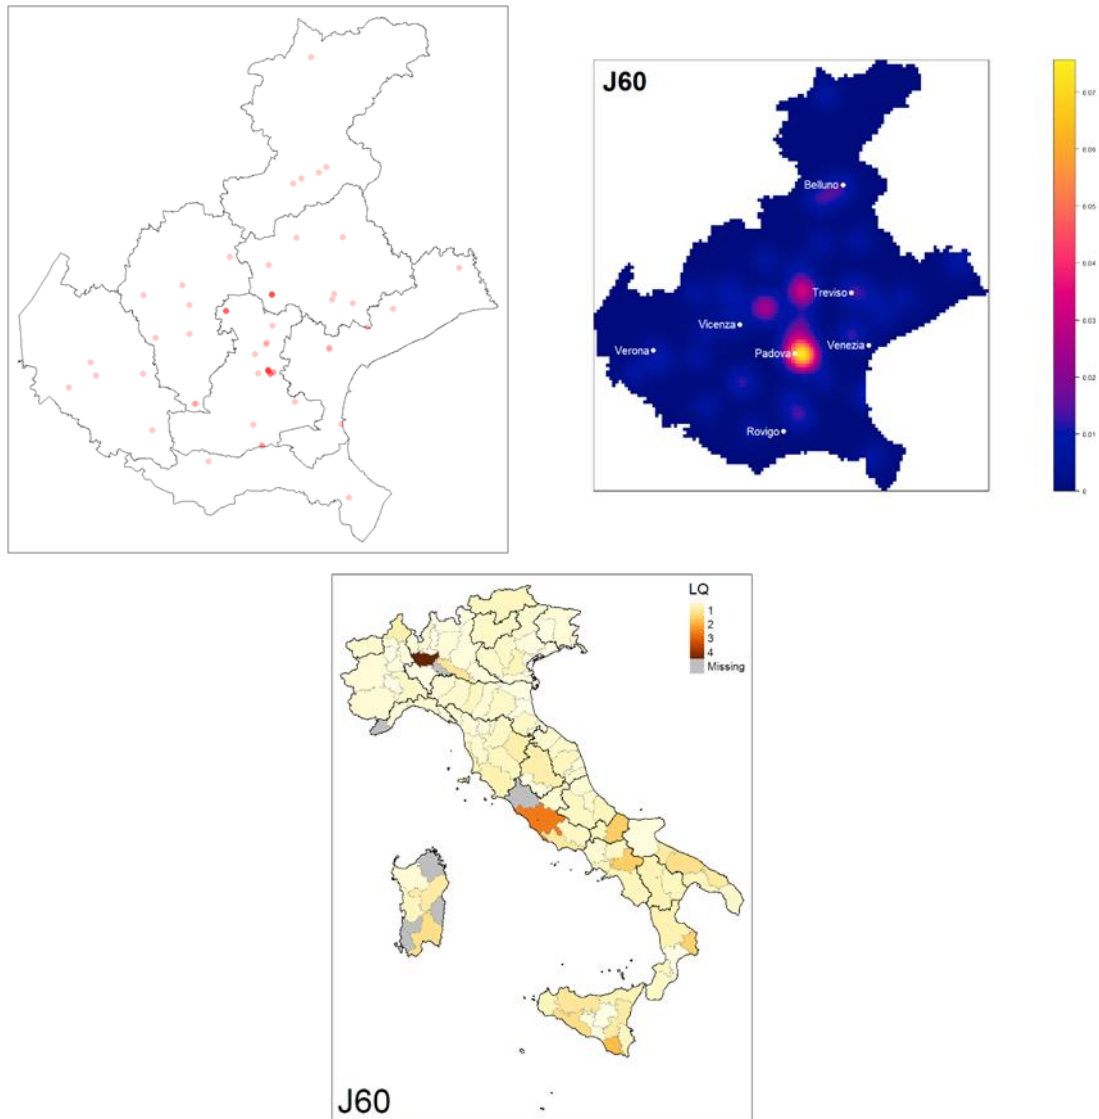 J60
Belluno
Treviso
Vicenza
Venezia
Verona
Padova
Rovigo
0.07
0.06
0.05
0.04
0.03
0.02
0.01
0
LQ
1
2
3
4
Missing
J60